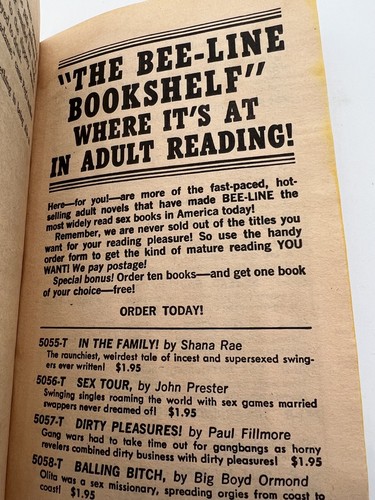 "THE BEE-LINE
BOOKSHELF"
WHERE IT'S AT
IN ADULT READING!
Here—for you!—are more of the fast-paced, hot-
selling adult novels that have made BEE-LINE the
most widely read sex books in America today!
Remember, we are never sold out of the titles you
want for your reading pleasure! So use the handy
order form to get the kind of mature reading YOU
WANT! We pay postage!
Special bonus! Order ten books—and get one book
of your choice—free!
ORDER TODAY!
5055-T IN THE FAMILY! by Shana Rae
The raunchiest, weirdest tale of incest and supersexed swing-
ers ever written! $1.95
5056-T SEX TOUR, by John Prester
Swinging singles roaming the world with sex games married
swappers never dreamed of! $1.95
5057-T DIRTY PLEASURES! by Paul Fillmore
Gang wars had to take time out for gangbangs as horny
revelers combined dirty business with dirty pleasures! $1.95
5058-T BALLING BITCH, by Big Boyd Ormond
Olita was a sex missionary, spreading orgies from coast to
coast! $1.95